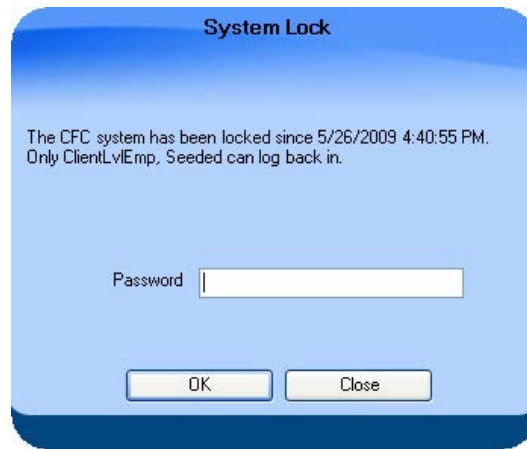 System Lock
The CFC system has been locked since 5/26/2009 4:40:55 PM.
Only ClientLvlEmp, Seeded can log back in.
Password
OK Close